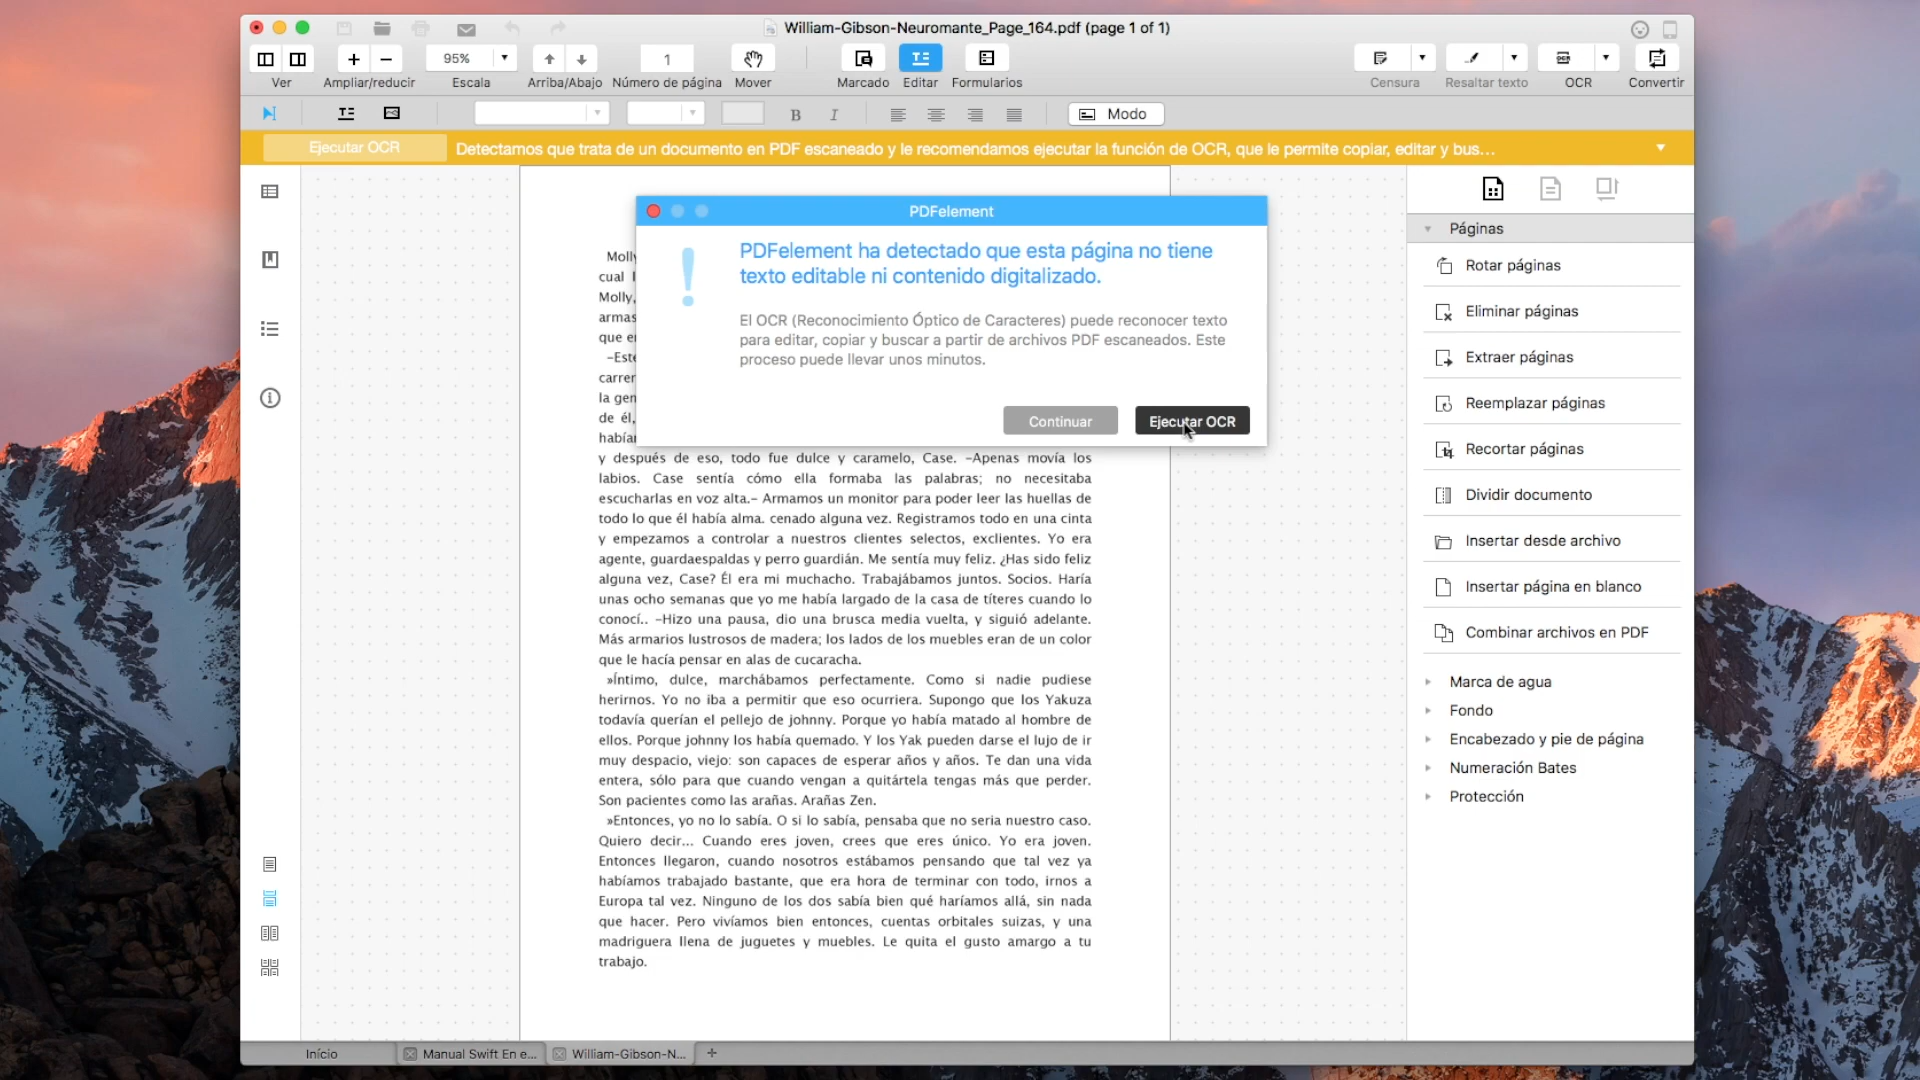 William-Gibson-Neuromante_Page_164.pdf (page 1 of 1)
95%
1
Ver
Ampliar/reducir
Escala
Arriba/Abajo
Número de página
Mover
Marcado
Editar
Formularios
Censura
Resaltar texto
OCR
Convertir
B I
Modo
Ejecutar OCR
Detectamos que trata de un documento en PDF escaneado y le recomendamos ejecutar la función de OCR, que le permite copiar, editar y bus...
PDFelement
PDFelement ha detectado que esta página no tiene
texto editable ni contenido digitalizado.
El OCR (Reconocimiento Óptico de Caracteres) puede reconocer texto
para editar, copiar y buscar a partir de archivos PDF escaneados. Este
proceso puede llevar unos minutos.
Continuar
Ejecutar OCR
Molly
cual
Molly,
armas
que
–Este
carrer
la gen
de él,
había
y después de eso, todo fue dulce y caramelo, Case. –Apenas movía los
labios. Case sentía cómo ella formaba las palabras; no necesitaba
escucharlas en voz alta.– Armamos un monitor para poder leer las huellas de
todo lo que él había alma. cenado alguna vez. Registramos todo en una cinta
y empezamos a controlar a nuestros clientes selectos, exclientes. Yo era
agente, guardaespaldas y perro guardián. Me sentía muy feliz. ¿Has sido feliz
alguna vez, Case? Él era mi muchacho. Trabajábamos juntos. Socios. Haría
unas ocho semanas que yo me había largado de la casa de títeres cuando lo
conocí.. –Hizo una pausa, dio una brusca media vuelta, y siguió adelante.
Más armarios lustrosos de madera; los lados de los muebles eran de un color
que le hacía pensar en alas de cucaracha.
»Íntimo, dulce, marchábamos perfectamente. Como si nadie pudiese
herirnos. Yo no iba a permitir que eso ocurriera. Supongo que los Yakuza
todavía querían el pellejo de johnny. Porque yo había matado al hombre de
ellos. Porque johnny los había quemado. Y los Yak pueden darse el lujo de ir
muy despacio, viejo: son capaces de esperar años y años. Te dan una vida
entera, sólo para que cuando vengan a quitártela tengas más que perder.
Son pacientes como las arañas. Arañas Zen.
»Entonces, yo no lo sabía. O si lo sabía, pensaba que no seria nuestro caso.
Quiero decir... Cuando eres joven, crees que eres único. Yo era joven.
Entonces llegaron, cuando nosotros estábamos pensando que tal vez ya
habíamos trabajado bastante, que era hora de terminar con todo, irnos a
Europa tal vez. Ninguno de los dos sabía bien qué haríamos allá, sin nada
que hacer. Pero vivíamos bien entonces, cuentas orbitales suizas, y una
madriguera llena de juguetes y muebles. Le quita el gusto amargo a tu
trabajo.
Páginas
Rotar páginas
Eliminar páginas
Extraer páginas
Reemplazar páginas
Recortar páginas
Dividir documento
Insertar desde archivo
Insertar página en blanco
Combinar archivos en PDF
Marca de agua
Fondo
Encabezado y pie de página
Numeración Bates
Protección
Início
Manual Swift En e...
William-Gibson-N...